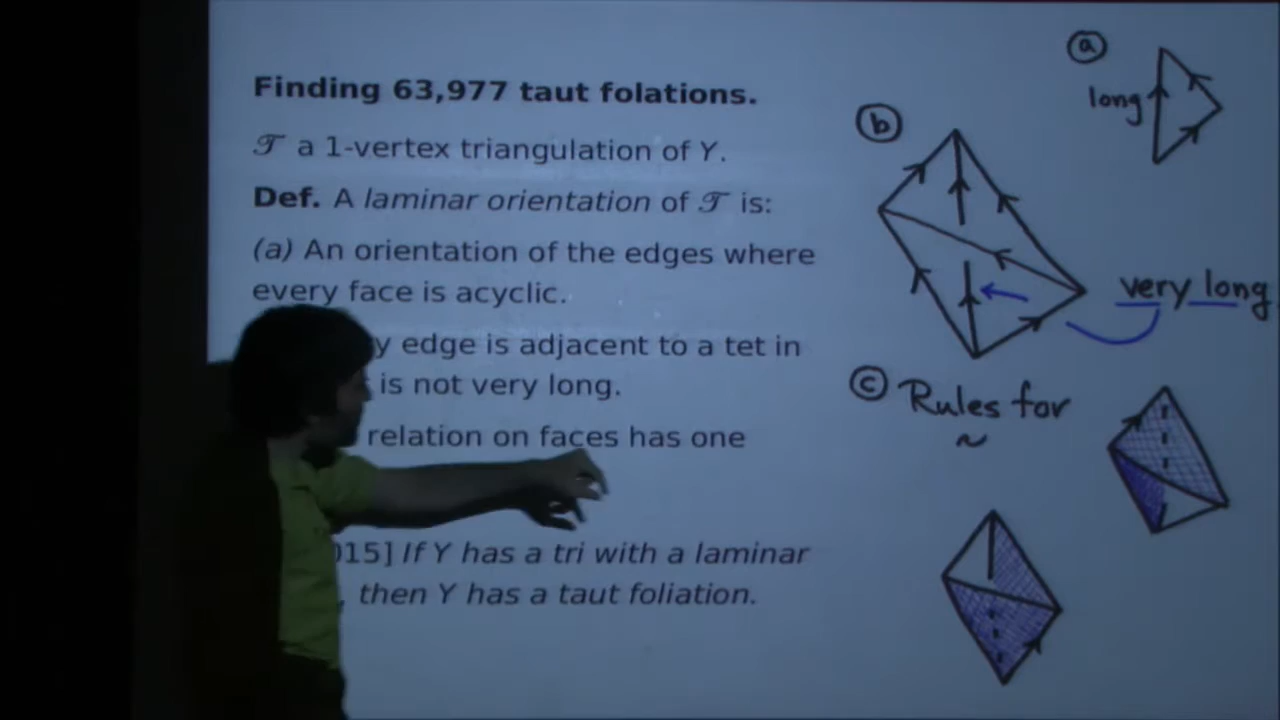 Finding 63,977 taut folations.
𝒯 a 1-vertex triangulation of Y.
Def. A laminar orientation of 𝒯 is:
(a) An orientation of the edges where
every face is acyclic.
y edge is adjacent to a tet in
is not very long.
relation on faces has one
015] If Y has a tri with a laminar
, then Y has a taut foliation.
ⓐ
long
ⓑ
very long
ⓒ Rules for
~